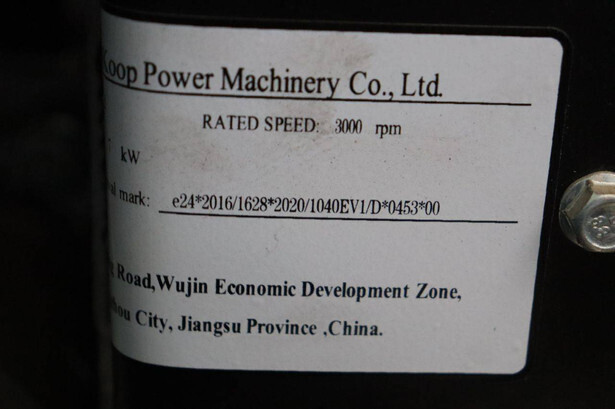 Koop Power Machinery Co., Ltd.
RATED SPEED: 3000 rpm
kW
mark: e24*2016/1628*2020/1040EV1/D*0453*00
Road,Wujin Economic Development Zone,
City, Jiangsu Province ,China.